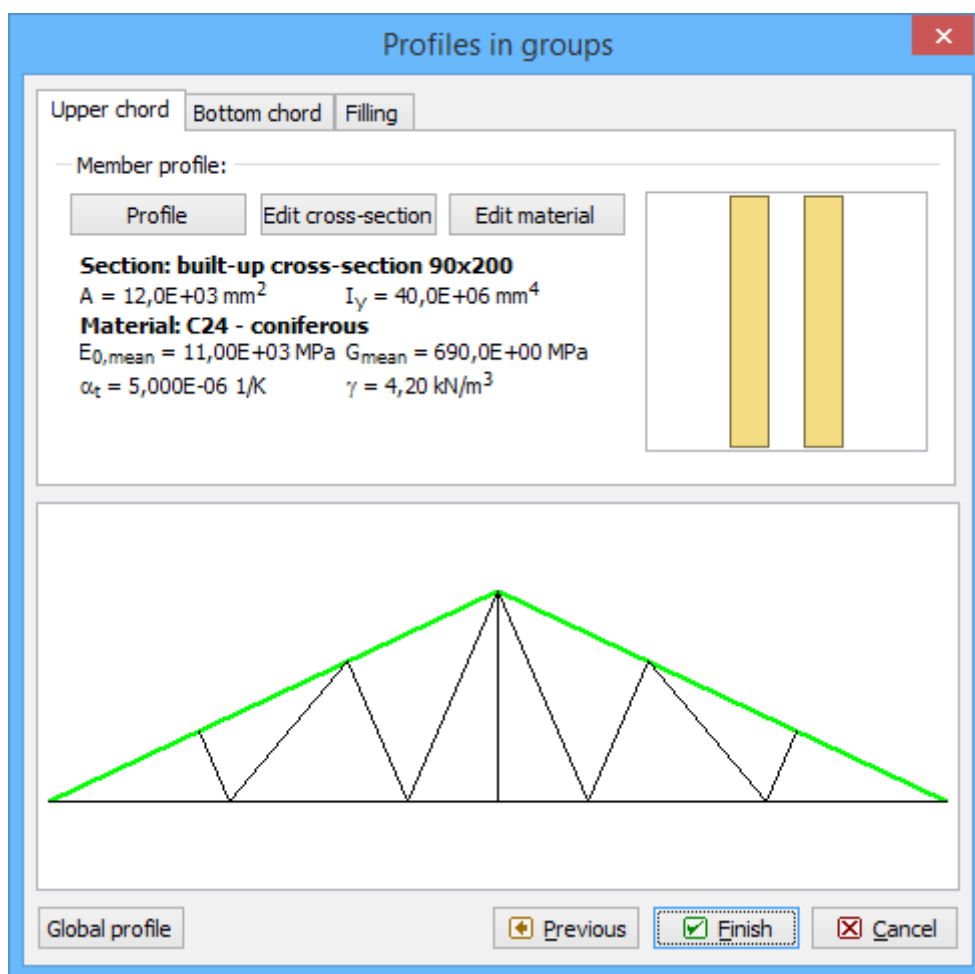 Profiles in groups
Upper chord Bottom chord Filling
Member profile:
Profile Edit cross-section Edit material
Section: built-up cross-section 90x200
A = 12,0E+03 mm² I_y = 40,0E+06 mm⁴
Material: C24 - coniferous
E₀,mean = 11,00E+03 MPa G_mean = 690,0E+00 MPa
αt = 5,000E-06 1/K γ = 4,20 kN/m³
Global profile Previous Finish Cancel